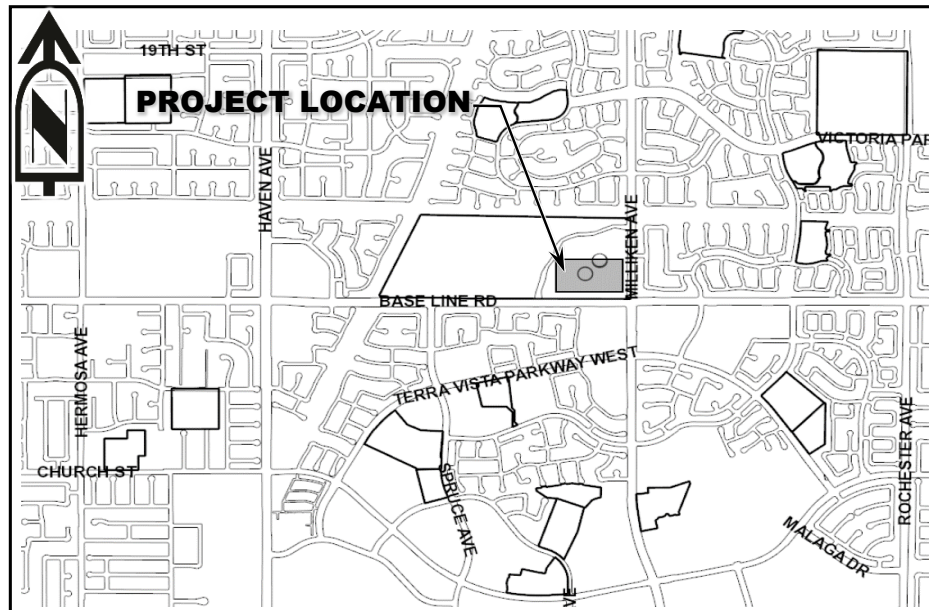 19TH ST
PROJECT LOCATION
VICTORIA PAR
HAVEN AVE
MILLIKEN AVE
BASE LINE RD
HERMOSA AVE
TERRA VISTA PARKWAY WEST
ROCHESTER AVE
CHURCH ST
SPRUCE AVE
MALAGA DR
AVE
N